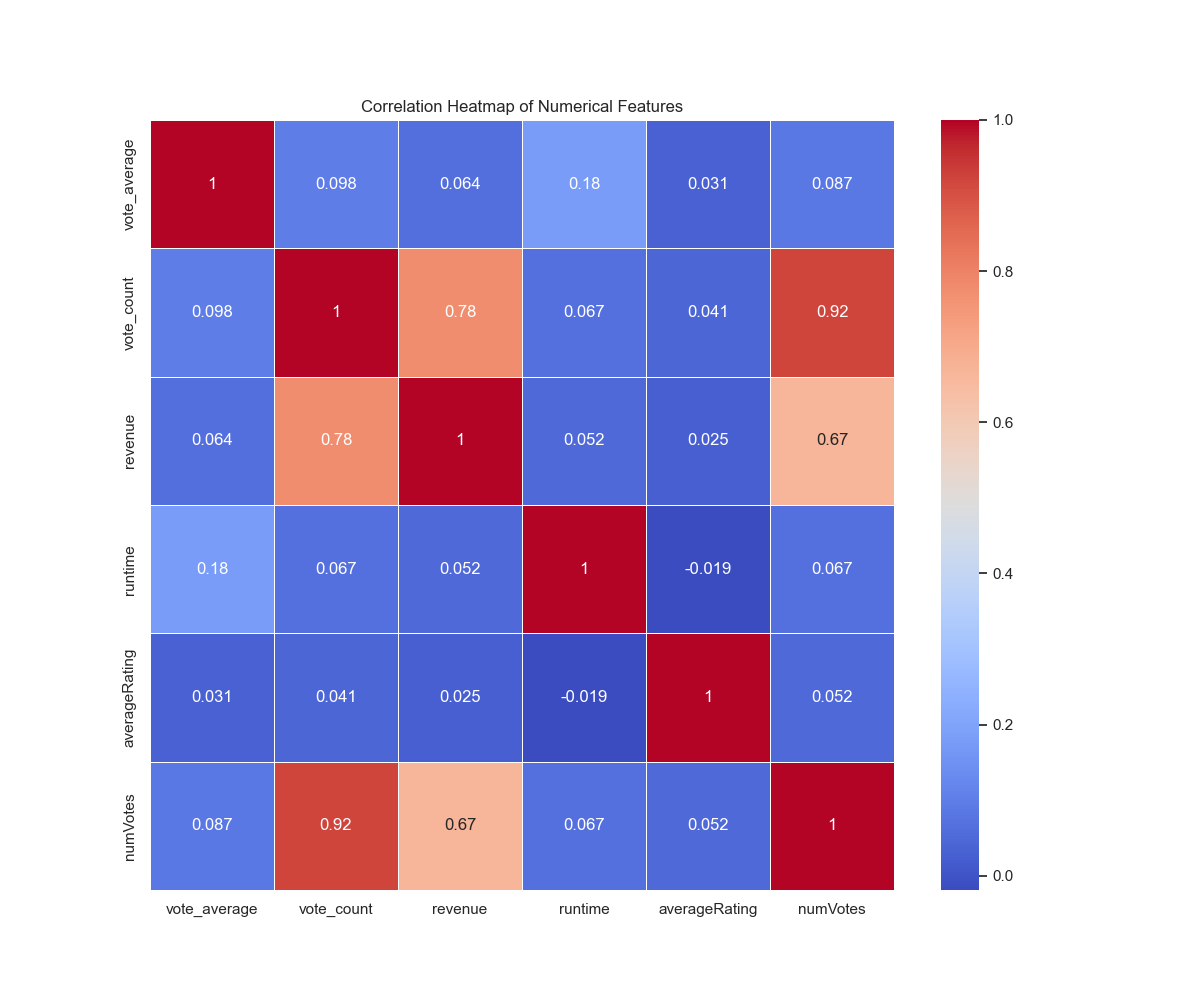 Correlation Heatmap of Numerical Features
vote_average 1 0.098 0.064 0.18 0.031 0.087
vote_count 0.098 1 0.78 0.067 0.041 0.92
revenue 0.064 0.78 1 0.052 0.025 0.67
runtime 0.18 0.067 0.052 1 -0.019 0.067
averageRating 0.031 0.041 0.025 -0.019 1 0.052
numVotes 0.087 0.92 0.67 0.067 0.052 1
vote_average vote_count revenue runtime averageRating numVotes
1.0
0.8
0.6
0.4
0.2
0.0